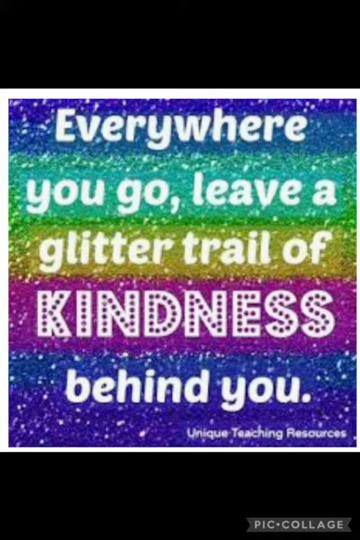 Everywhere
you go, leave a
glitter trail of
KINDNESS
behind you.
Unique Teaching Resources
PIC•COLLAGE